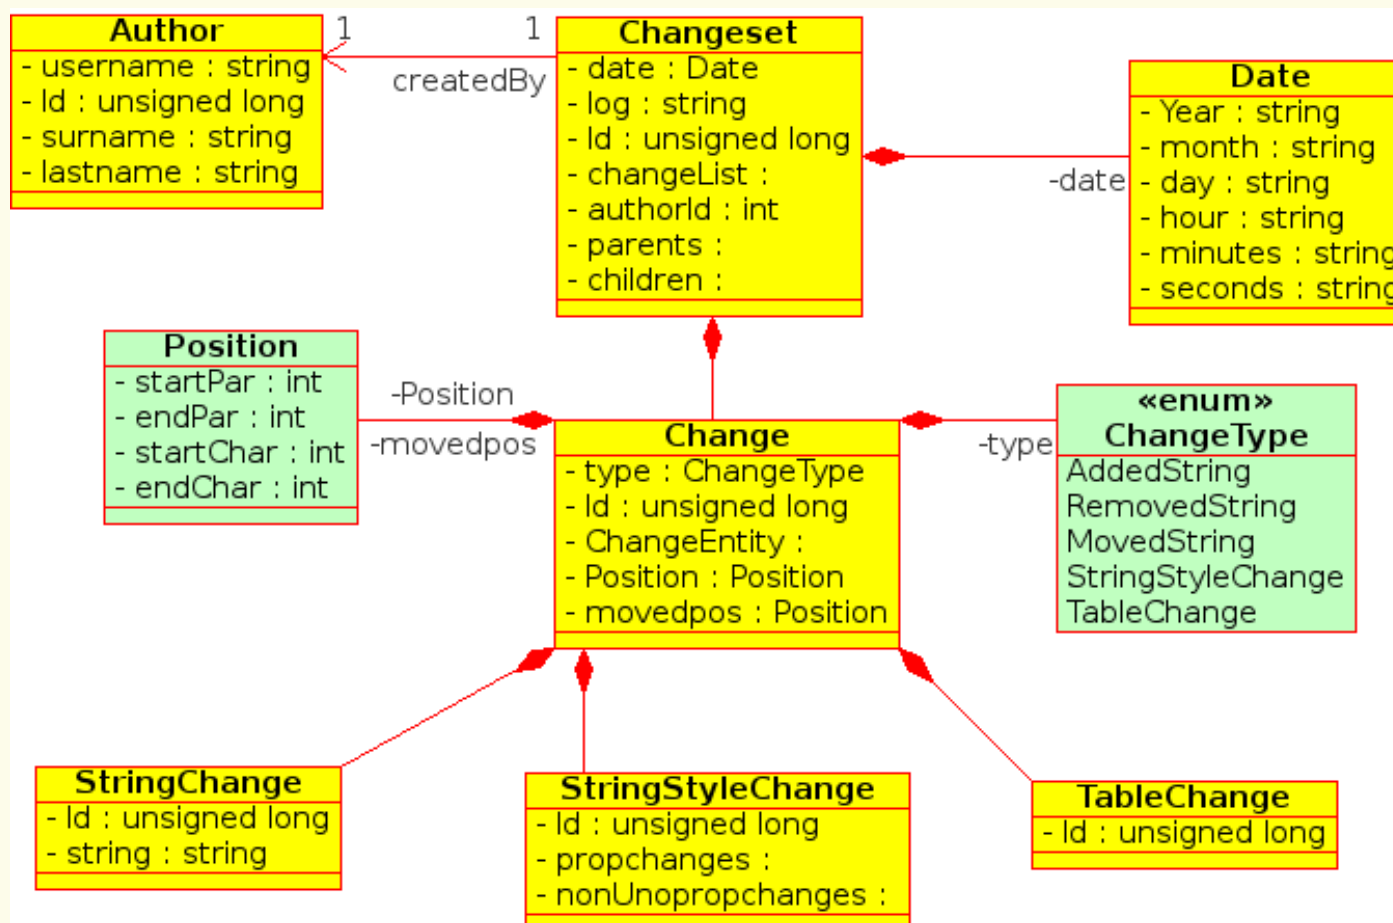 Author
- username : string
- Id : unsigned long
- surname : string
- lastname : string
1
1
createdBy
Changeset
- date : Date
- log : string
- Id : unsigned long
- changeList :
- authorId : int
- parents :
- children :
-date
Date
- Year : string
- month : string
- day : string
- hour : string
- minutes : string
- seconds : string
Position
- startPar : int
- endPar : int
- startChar : int
- endChar : int
-Position
-movedpos
Change
- type : ChangeType
- Id : unsigned long
- ChangeEntity :
- Position : Position
- movedpos : Position
-type
«enum»
ChangeType
AddedString
RemovedString
MovedString
StringStyleChange
TableChange
StringChange
- Id : unsigned long
- string : string
StringStyleChange
- Id : unsigned long
- propchanges :
- nonUnopropchanges :
TableChange
- Id : unsigned long